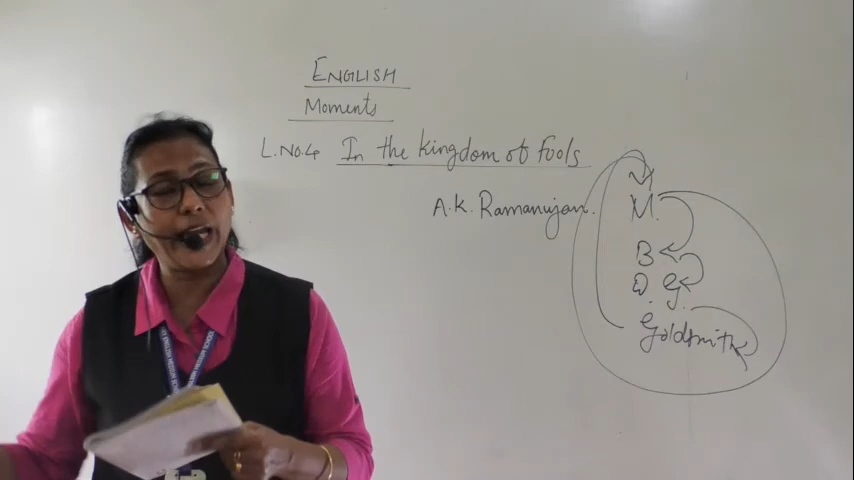 ENGLISH
Moments
L.No.4 In the kingdom of fools
A.K. Ramanujan.
M.
B
D. G.
Goldsmith